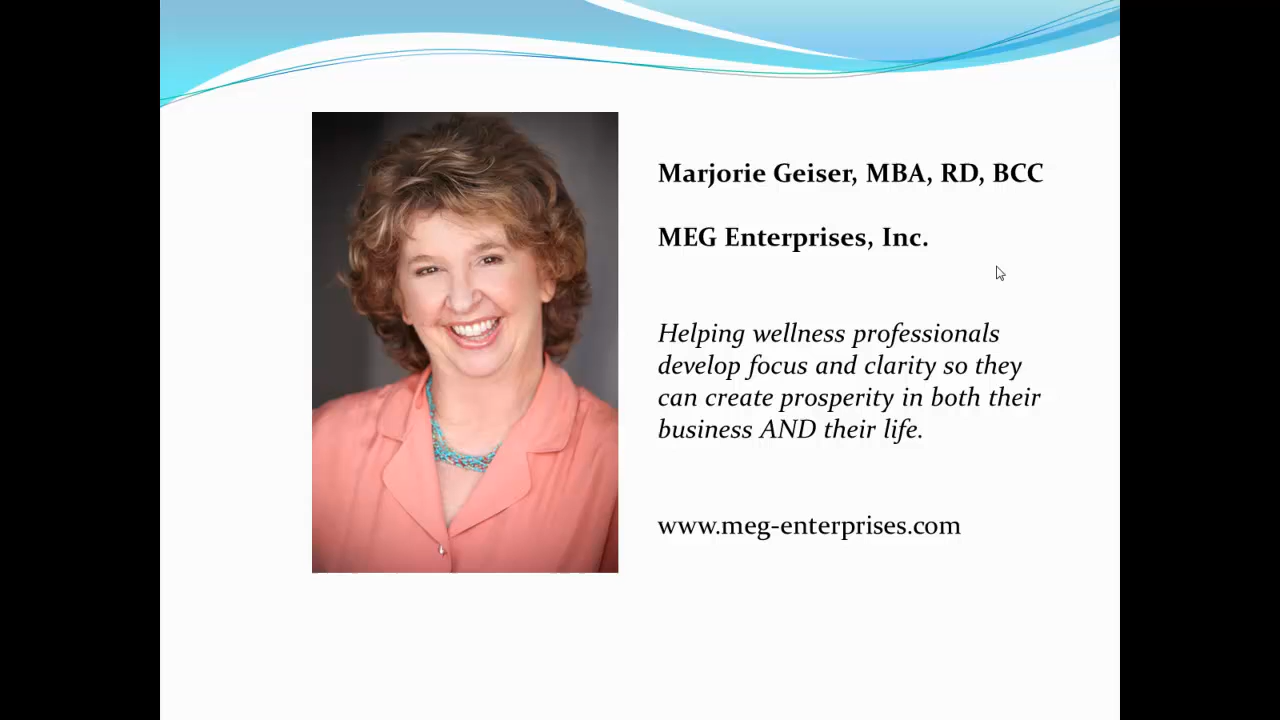 Marjorie Geiser, MBA, RD, BCC
MEG Enterprises, Inc.
Helping wellness professionals
develop focus and clarity so they
can create prosperity in both their
business AND their life.
www.meg-enterprises.com